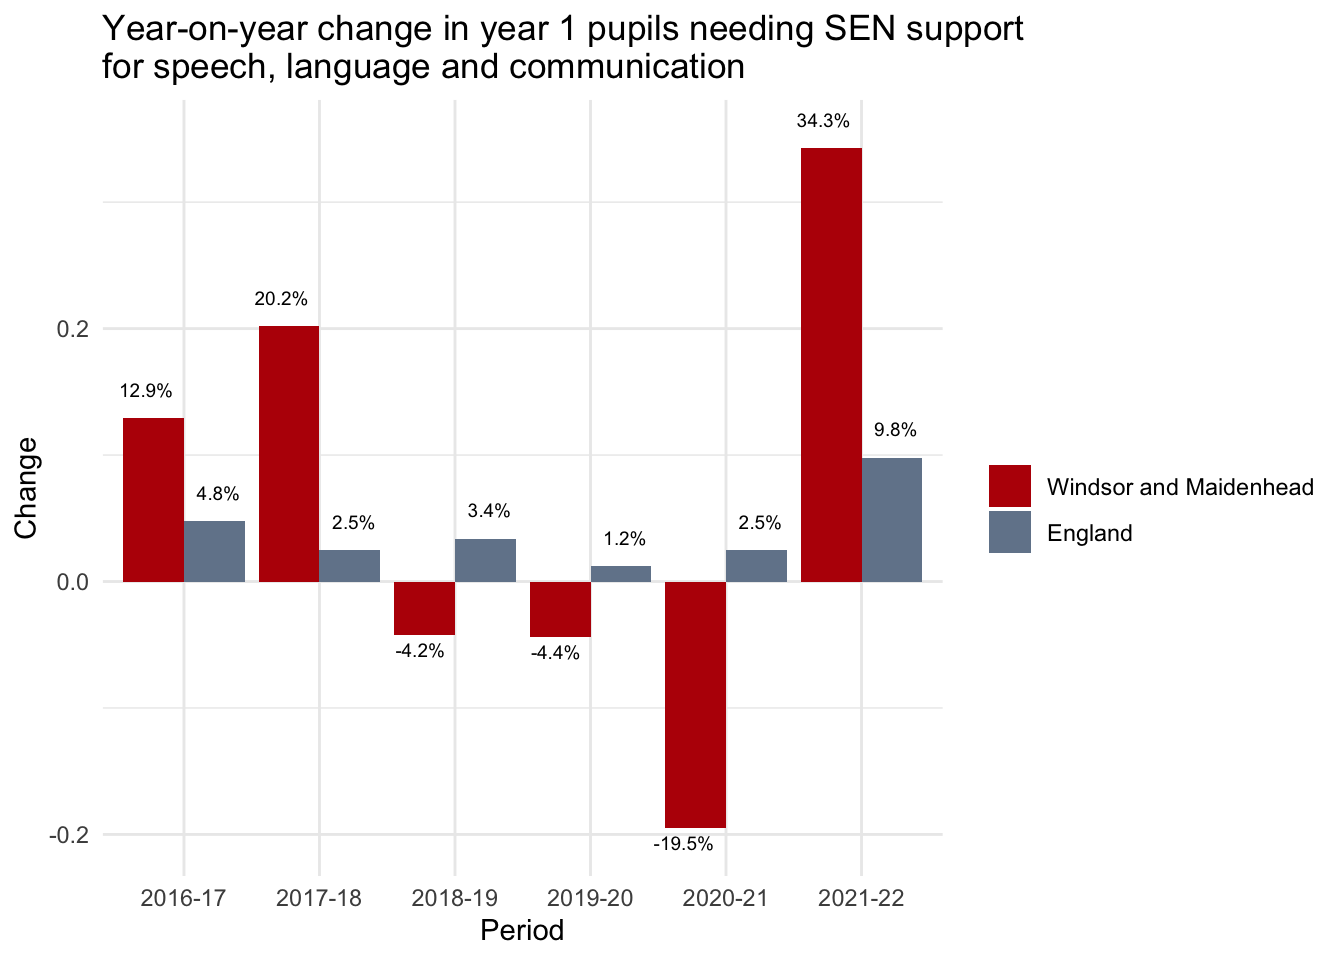 Year-on-year change in year 1 pupils needing SEN support
for speech, language and communication
34.3%
20.2%
0.2
12.9%
9.8%
4.8%
2.5%
3.4%
1.2%
2.5%
Change
Windsor and Maidenhead
England
0.0
-4.2%
-4.4%
-0.2
-19.5%
2016-17 2017-18 2018-19 2019-20 2020-21 2021-22
Period